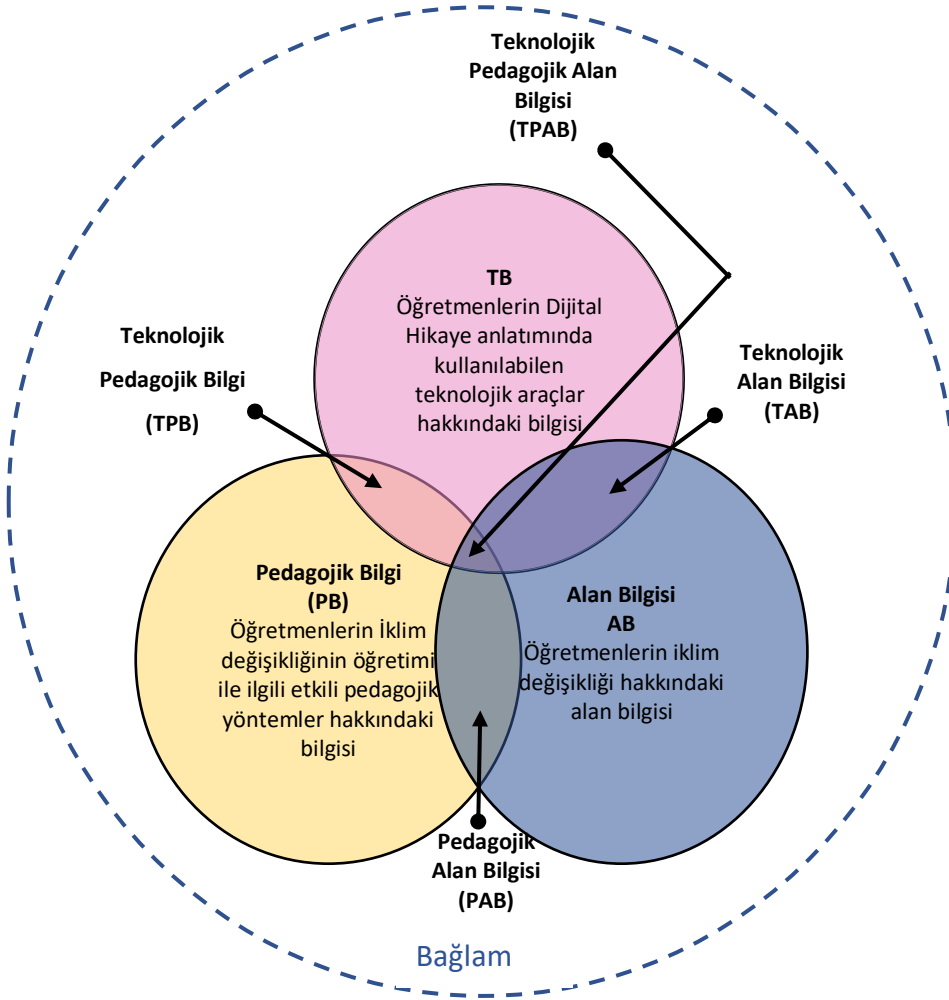 Teknolojik
Pedagojik Alan
Bilgisi
(TPAB)
TB
Öğretmenlerin Dijital
Hikaye anlatımında
kullanılabilen
teknolojik araçlar
hakkındaki bilgisi
Teknolojik
Pedagojik Bilgi
(TPB)
Teknolojik
Alan Bilgisi
(TAB)
Pedagojik Bilgi
(PB)
Öğretmenlerin İklim
değişikliğinin öğretimi
ile ilgili etkili pedagojik
yöntemler hakkındaki
bilgisi
Alan Bilgisi
AB
Öğretmenlerin iklim
değişikliği hakkındaki
alan bilgisi
Pedagojik
Alan Bilgisi
(PAB)
Bağlam